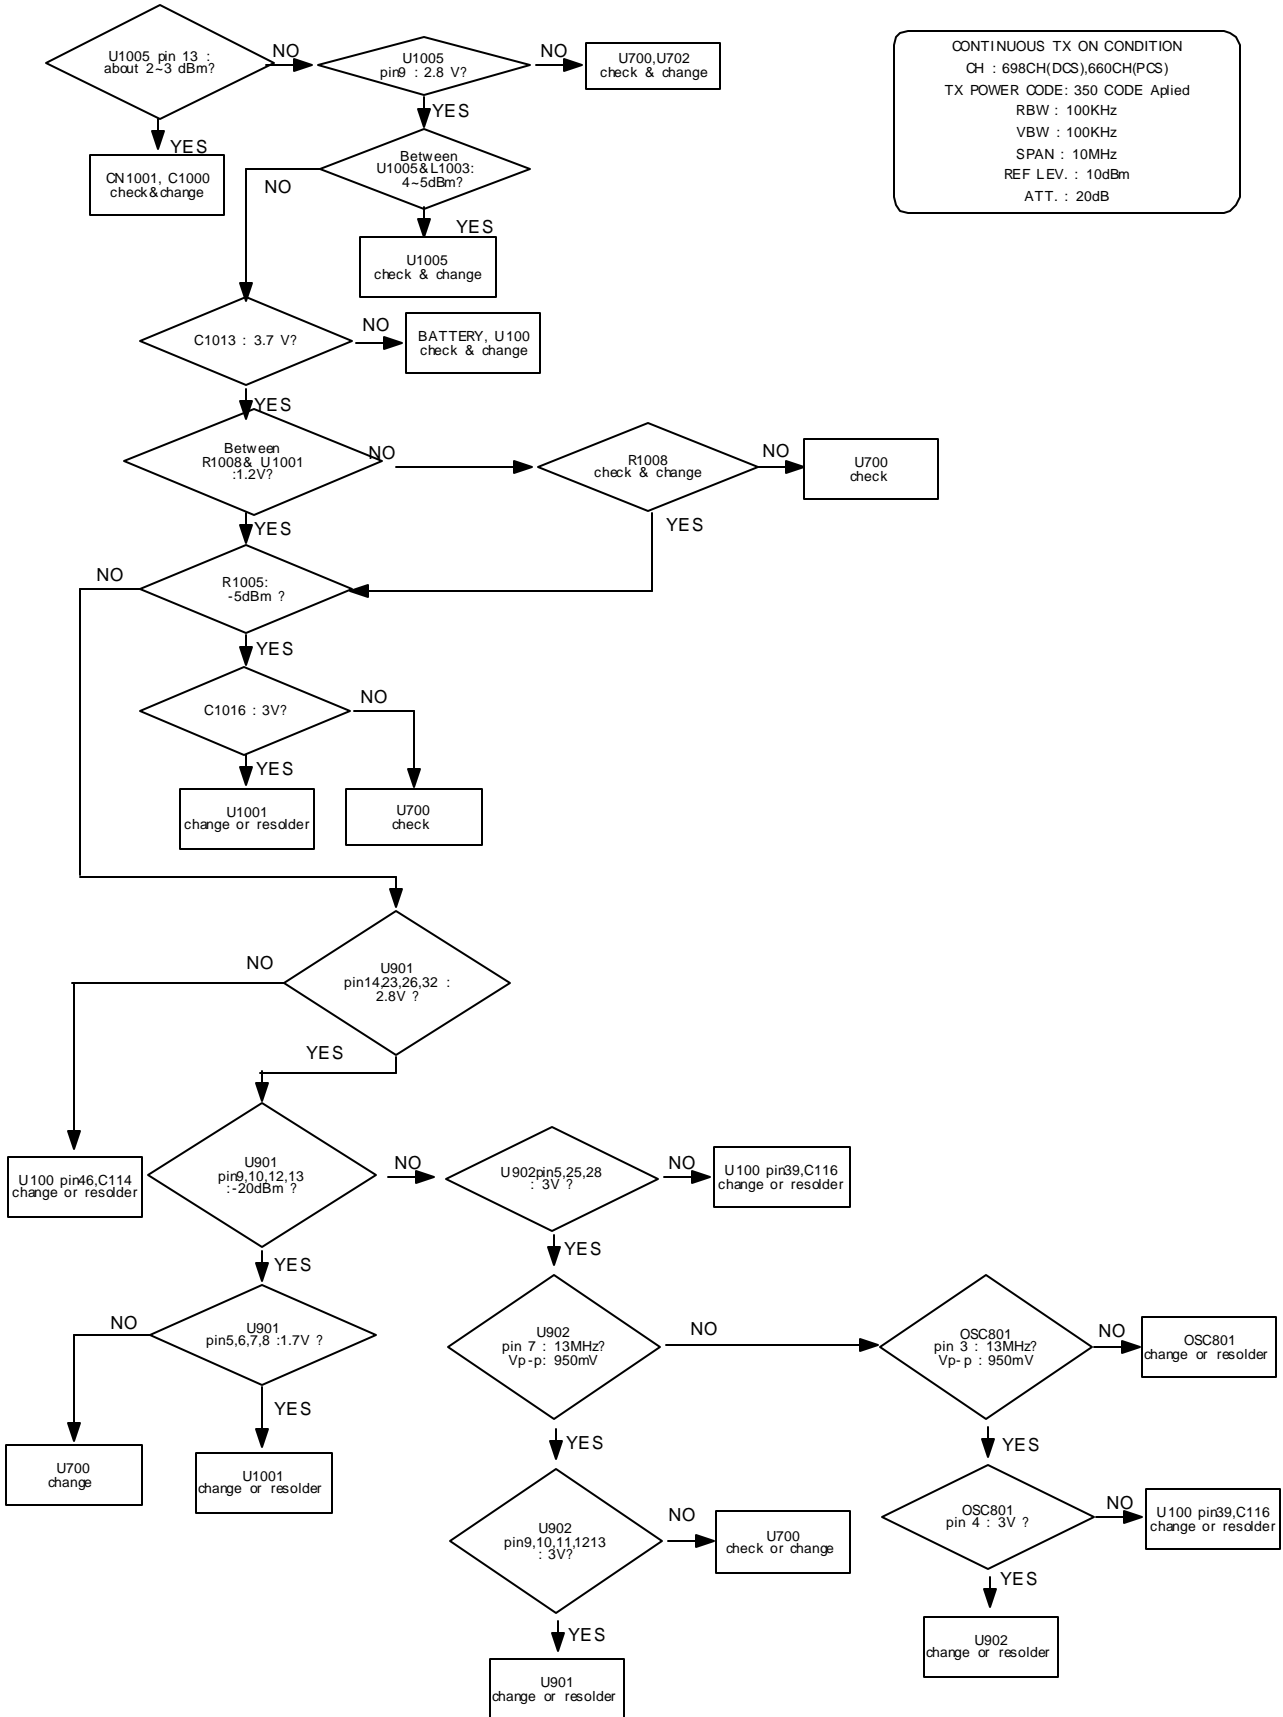 U1005 pin 13 :
about 2~3 dBm?
NO
U1005
pin9 : 2.8 V?
NO
U700,U702
check & change
CONTINUOUS TX ON CONDITION
CH : 698CH(DCS),660CH(PCS)
TX POWER CODE: 350 CODE Aplied
RBW : 100KHz
VBW : 100KHz
SPAN : 10MHz
REF LEV. : 10dBm
ATT. : 20dB
YES
YES
CN1001, C1000
check&change
Between
U1005&L1003:
4~5dBm?
NO
YES
U1005
check & change
C1013 : 3.7 V?
NO
BATTERY, U100
check & change
YES
Between
R1008& U1001
:1.2V?
NO
R1008
check & change
NO
U700
check
YES
YES
NO
R1005:
-5dBm ?
YES
C1016 : 3V?
NO
YES
U1001
change or resolder
U700
check
U901
pin14,23,26,32 :
2.8V ?
NO
YES
U100 pin46,C114
change or resolder
U901
pin9,10,12,13
:-20dBm ?
NO
U902pin5,25,28
: 3V ?
NO
U100 pin39,C116
change or resolder
YES
YES
NO
U901
pin5,6,7,8 :1.7V ?
U902
pin 7 : 13MHz?
Vp-p: 950mV
NO
OSC801
pin 3 : 13MHz?
Vp-p : 950mV
NO
OSC801
change or resolder
YES
YES
YES
U700
change
U1001
change or resolder
U902
pin9,10,11,1213
: 3V?
NO
U700
check or change
OSC801
pin 4 : 3V ?
NO
U100 pin39,C116
change or resolder
YES
YES
U901
change or resolder
U902
change or resolder